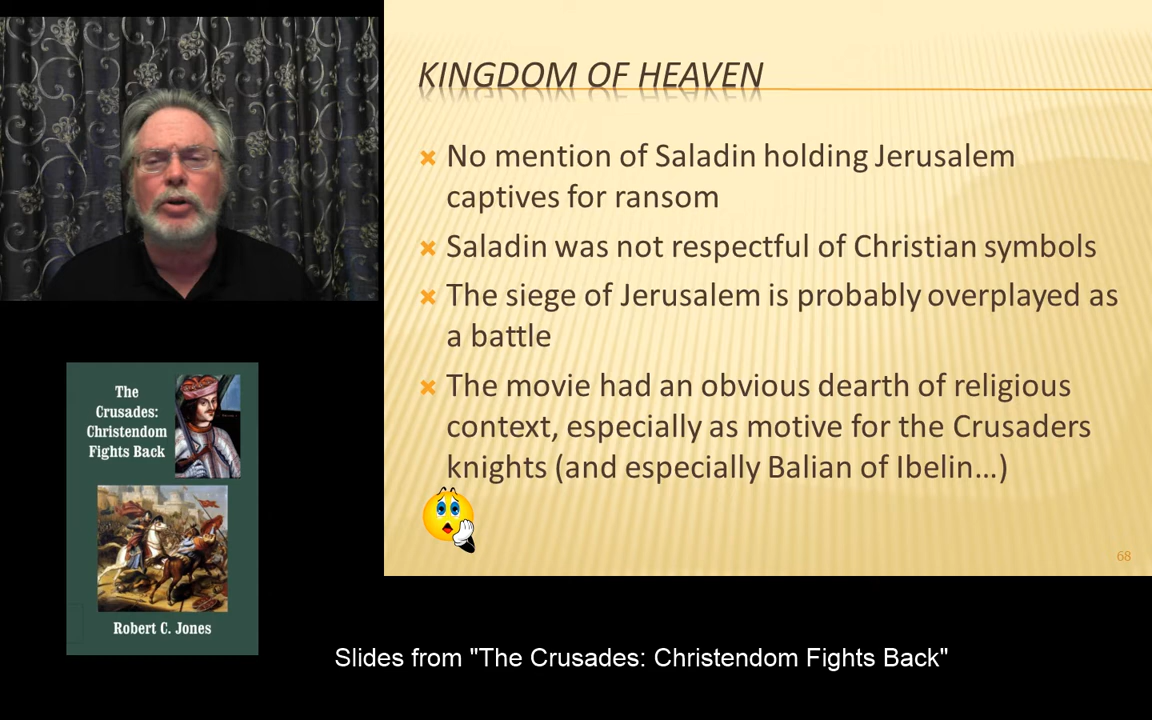 KINGDOM OF HEAVEN
No mention of Saladin holding Jerusalem
captives for ransom
Saladin was not respectful of Christian symbols
The siege of Jerusalem is probably overplayed as
a battle
The movie had an obvious dearth of religious
context, especially as motive for the Crusaders
knights (and especially Balian of Ibelin…)
68
The
Crusades:
Christendom
Fights Back
Robert C. Jones
Slides from "The Crusades: Christendom Fights Back"